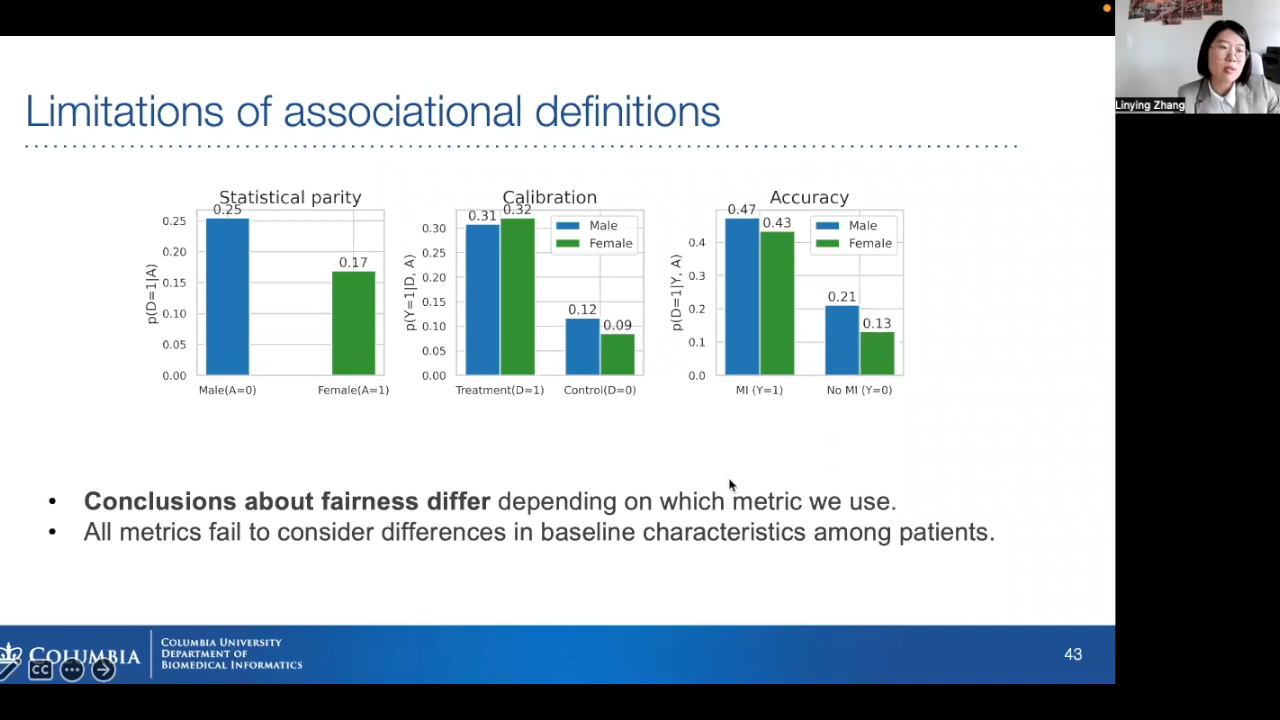 Linying Zhang
Limitations of associational definitions
Statistical parity
0.25
0.17
0.25
0.20
0.15
0.10
0.05
0.00
p(D=1|A)
Male(A=0)
Female(A=1)
Calibration
0.31
0.32
0.12
0.09
Male
Female
0.30
0.25
0.20
0.15
0.10
0.05
0.00
p(Y=1|D, A)
Treatment(D=1)
Control(D=0)
Accuracy
0.47
0.43
0.21
0.13
Male
Female
0.4
0.3
0.2
0.1
0.0
p(D=1|Y, A)
MI (Y=1)
No MI (Y=0)
• Conclusions about fairness differ depending on which metric we use.
• All metrics fail to consider differences in baseline characteristics among patients.
COLUMBIA
COLUMBIA UNIVERSITY
DEPARTMENT OF
BIOMEDICAL INFORMATICS
CC
43